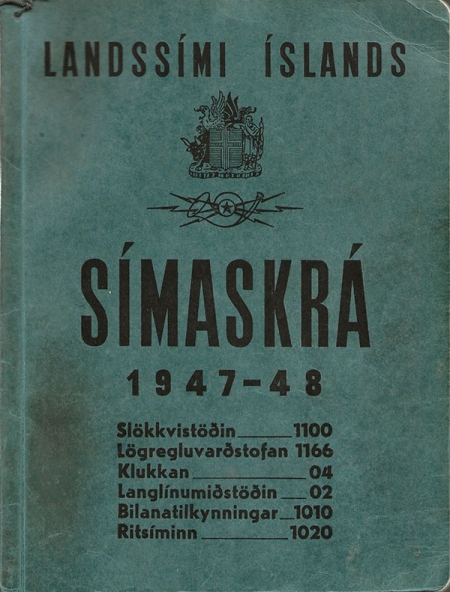 LANDSSÍMI ÍSLANDS
SÍMASKRÁ
1947-48
Slökkvistöðin 1100
Lögregluvarðstofan 1166
Klukkan 04
Langlínumiðstöðin 02
Bilanatilkynningar 1010
Ritsíminn 1020